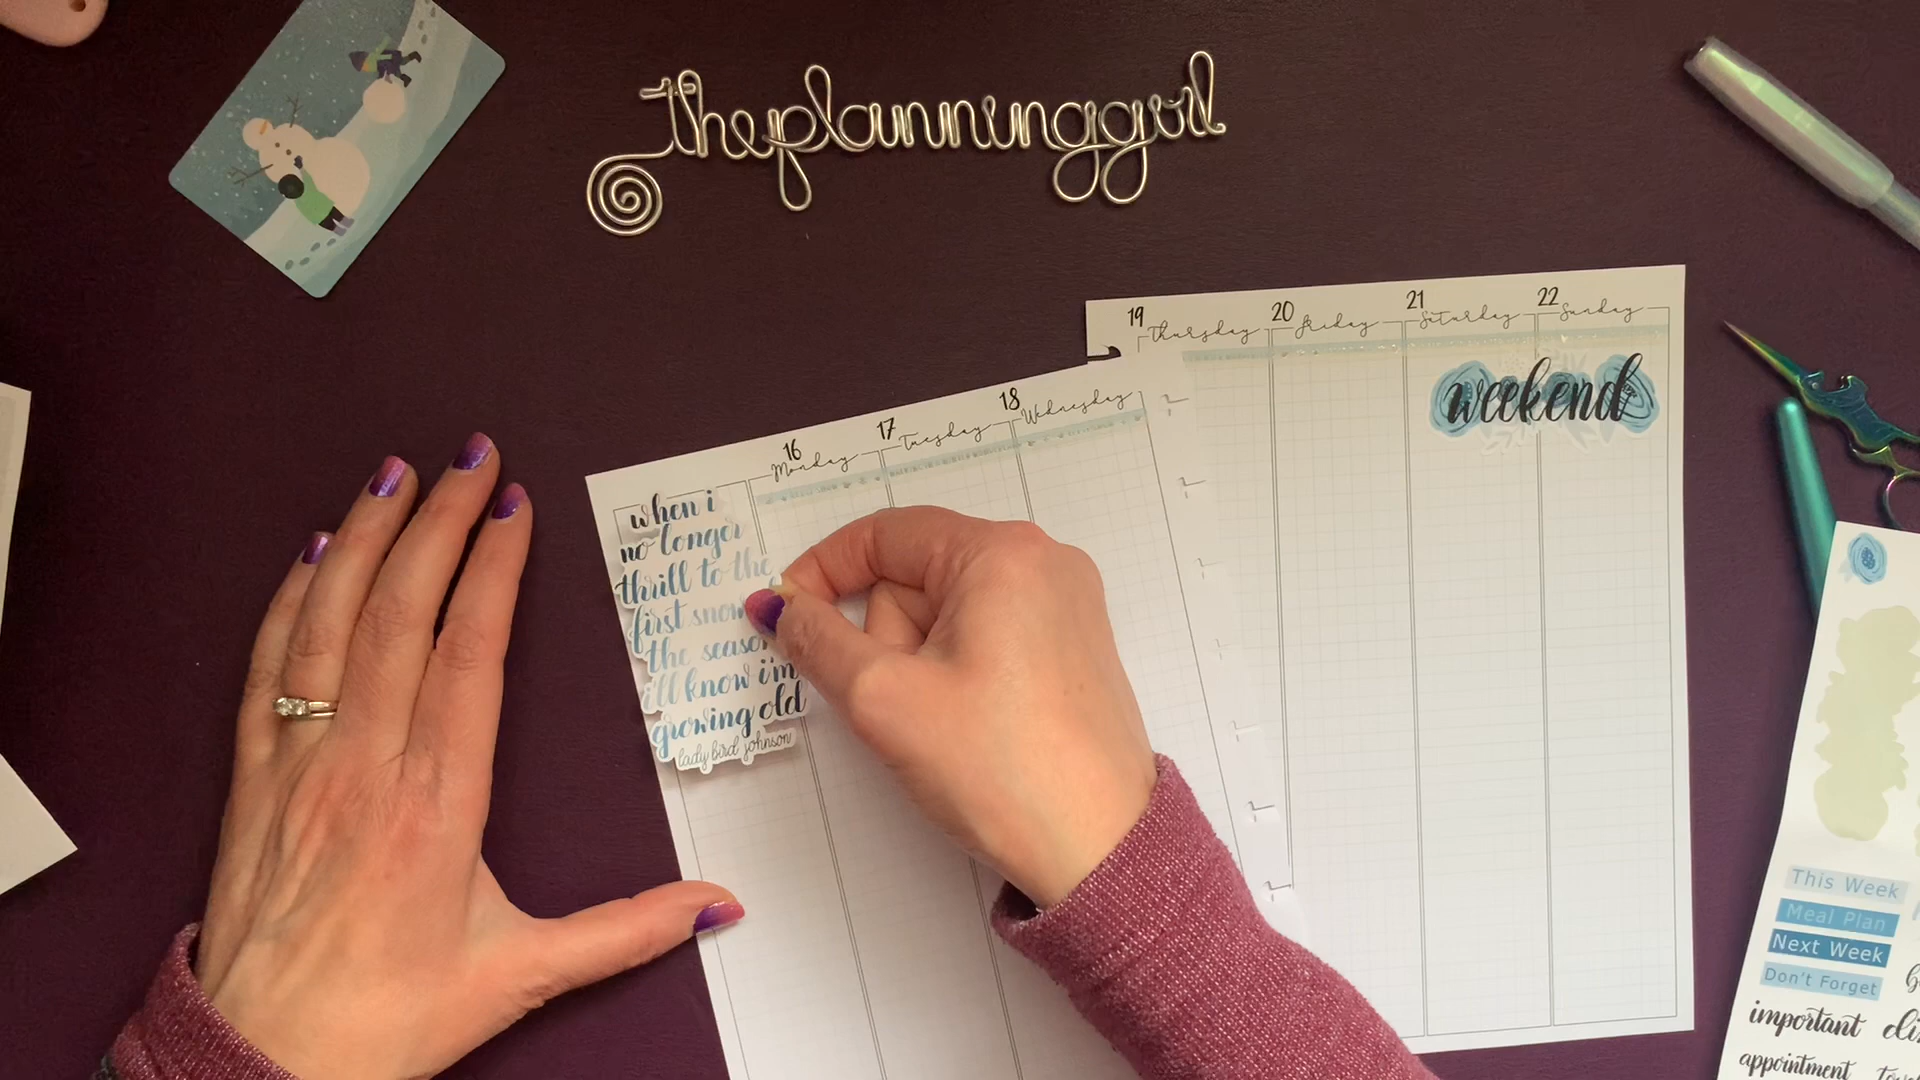 theplanninggirl
19 20 21 22
Thursday Friday Saturday Sunday
weekend
16 17 18
Monday Tuesday Wednesday
when i
no longer
thrill to the
first snow
the season
i'll know i'm
growing old
lady bird johnson
This Week
Meal Plan
Next Week
Don't Forget
important
appointment